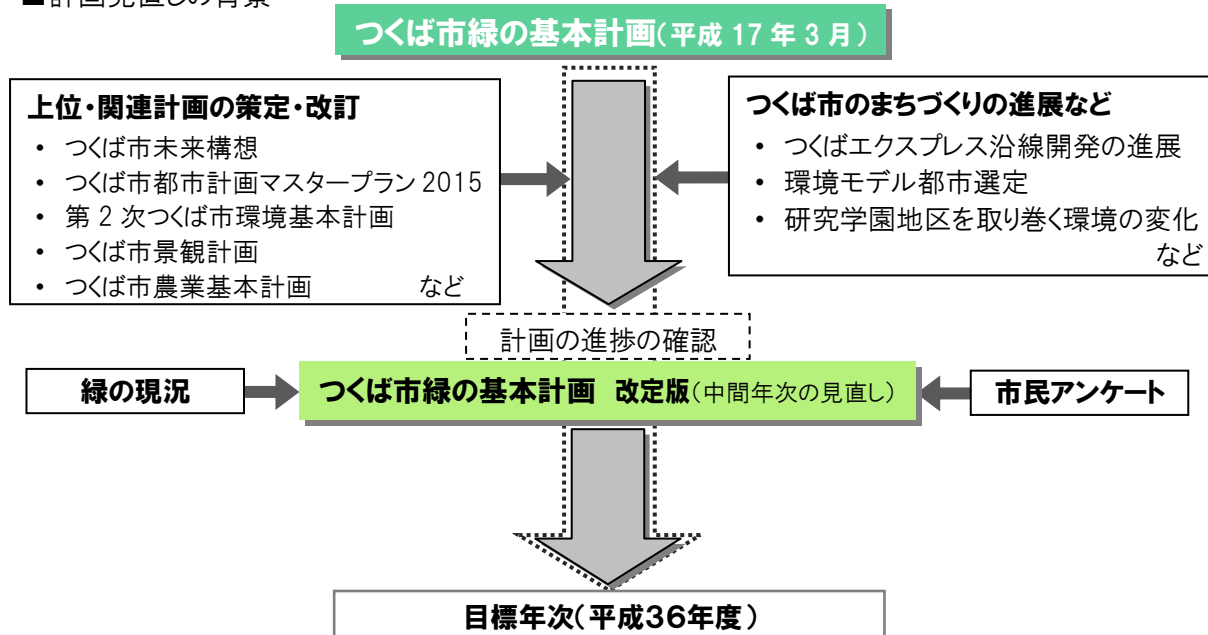 ■計画見直しの背景
つくば市緑の基本計画(平成 17 年 3 月)
上位・関連計画の策定・改訂
• つくば市未来構想
• つくば市都市計画マスタープラン 2015
• 第 2 次つくば市環境基本計画
• つくば市景観計画
• つくば市農業基本計画 など
つくば市のまちづくりの進展など
• つくばエクスプレス沿線開発の進展
• 環境モデル都市選定
• 研究学園地区を取り巻く環境の変化
など
計画の進捗の確認
緑の現況
つくば市緑の基本計画 改定版(中間年次の見直し)
市民アンケート
目標年次(平成36年度)